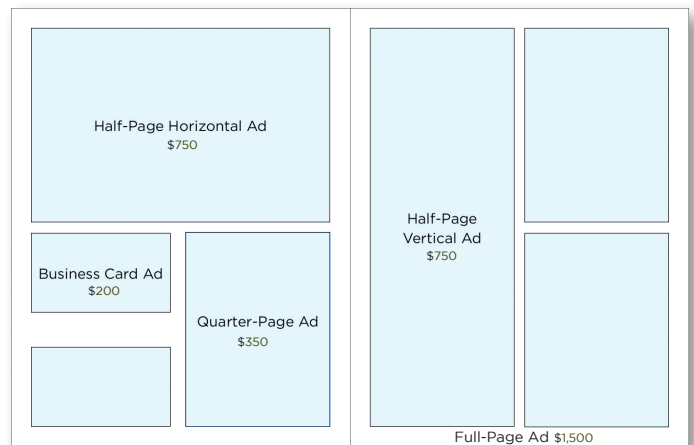 Half-Page Horizontal Ad
$750
Business Card Ad
$200
Quarter-Page Ad
$350
Half-Page
Vertical Ad
$750
Full-Page Ad $1,500